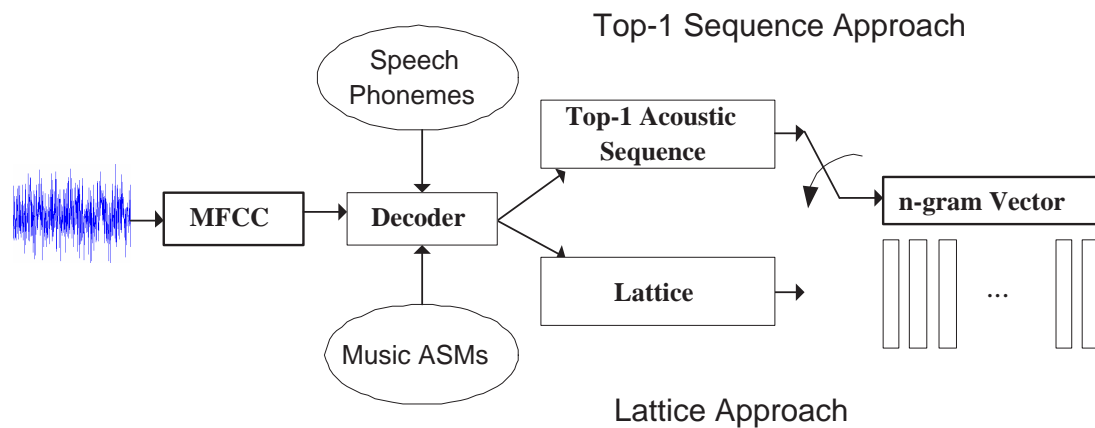 Top-1 Sequence Approach
Speech
Phonemes
Top-1 Acoustic
Sequence
MFCC
Decoder
n-gram Vector
Lattice
...
Music ASMs
Lattice Approach